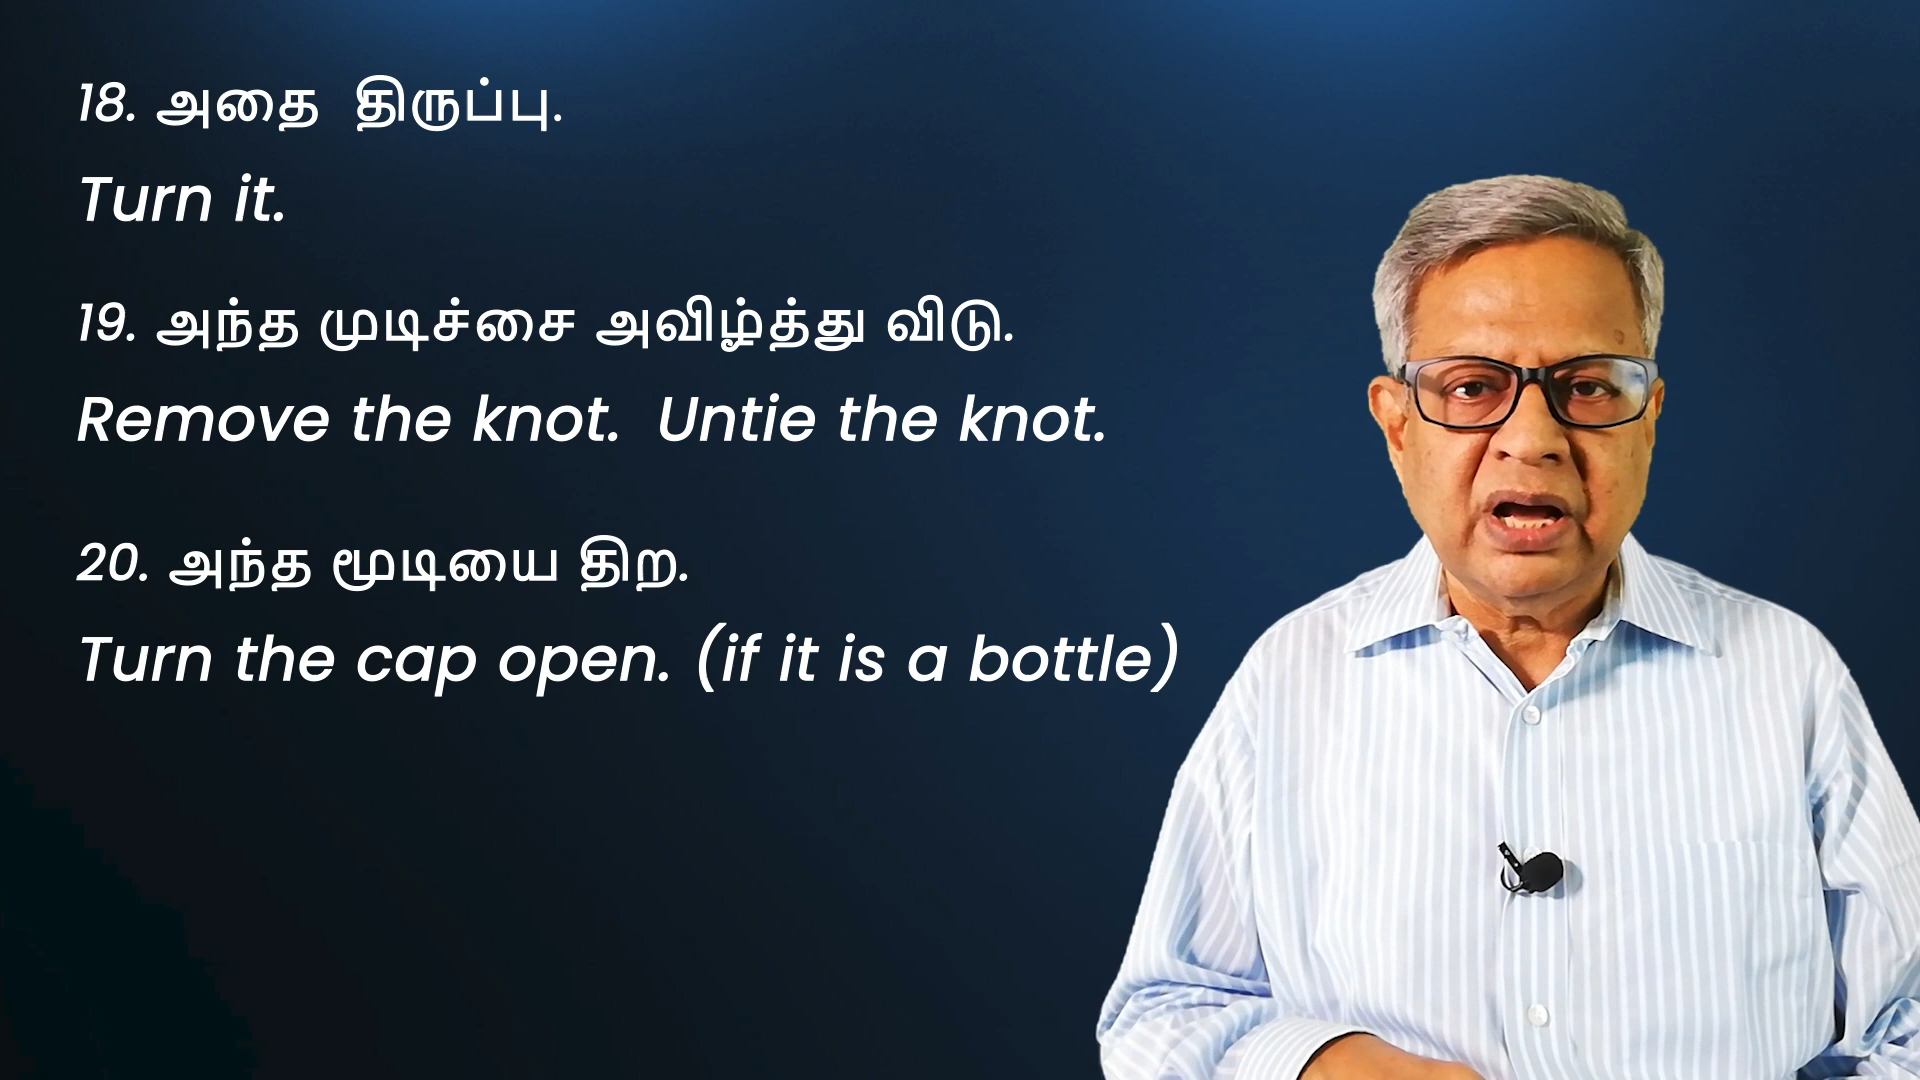 18. அதை திருப்பு.
Turn it.
19. அந்த முடிச்சை அவிழ்த்து விடு.
Remove the knot. Untie the knot.
20. அந்த மூடியை திற.
Turn the cap open. (if it is a bottle)